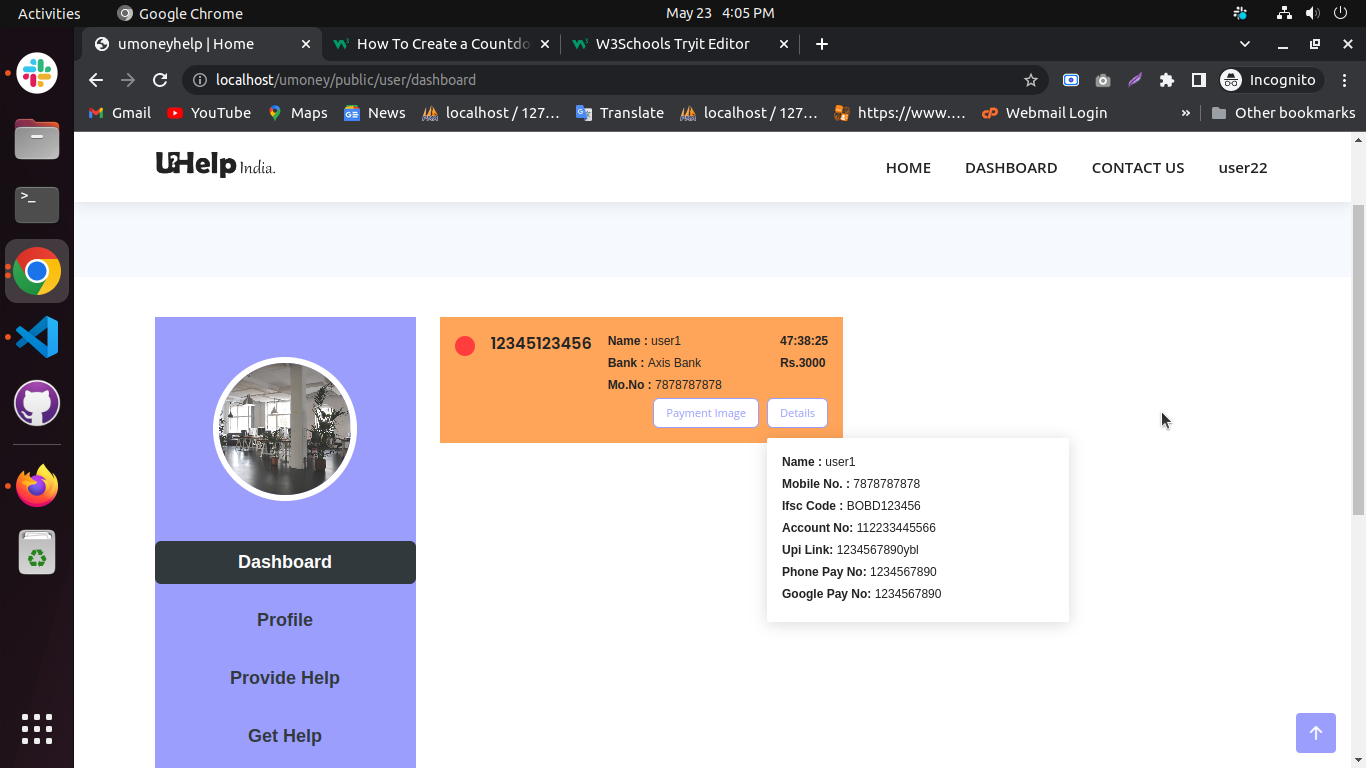 Activities
Google Chrome
May 23 4:05 PM
umoneyhelp | Home
How To Create a Countdo
W3Schools Tryit Editor
localhost/umoney/public/user/dashboard
Incognito
Gmail
YouTube
Maps
News
localhost / 127…
Translate
localhost / 127…
https://www.…
Webmail Login
»
Other bookmarks
U?Help India.
HOME
DASHBOARD
CONTACT US
user22
12345123456
Name : user1
47:38:25
Bank : Axis Bank
Rs.3000
Mo.No : 7878787878
Payment Image
Details
Name : user1
Mobile No. : 7878787878
Ifsc Code : BOBD123456
Account No: 112233445566
Upi Link: 1234567890ybl
Phone Pay No: 1234567890
Google Pay No: 1234567890
Dashboard
Profile
Provide Help
Get Help